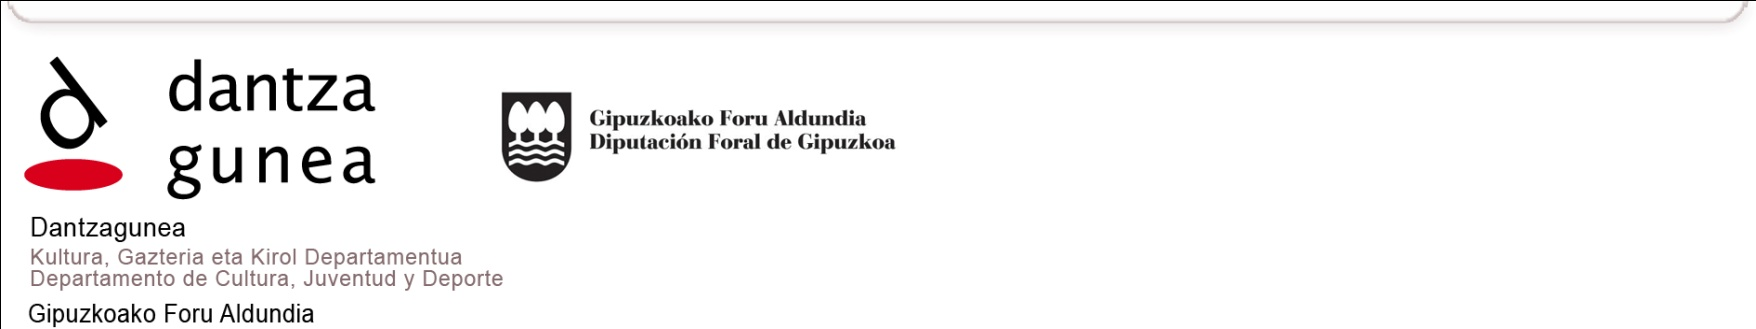 dantza
gunea
Gipuzkoako Foru Aldundia
Diputación Foral de Gipuzkoa
Dantzagunea
Kultura, Gazteria eta Kirol Departamentua
Departamento de Cultura, Juventud y Deporte
Gipuzkoako Foru Aldundia